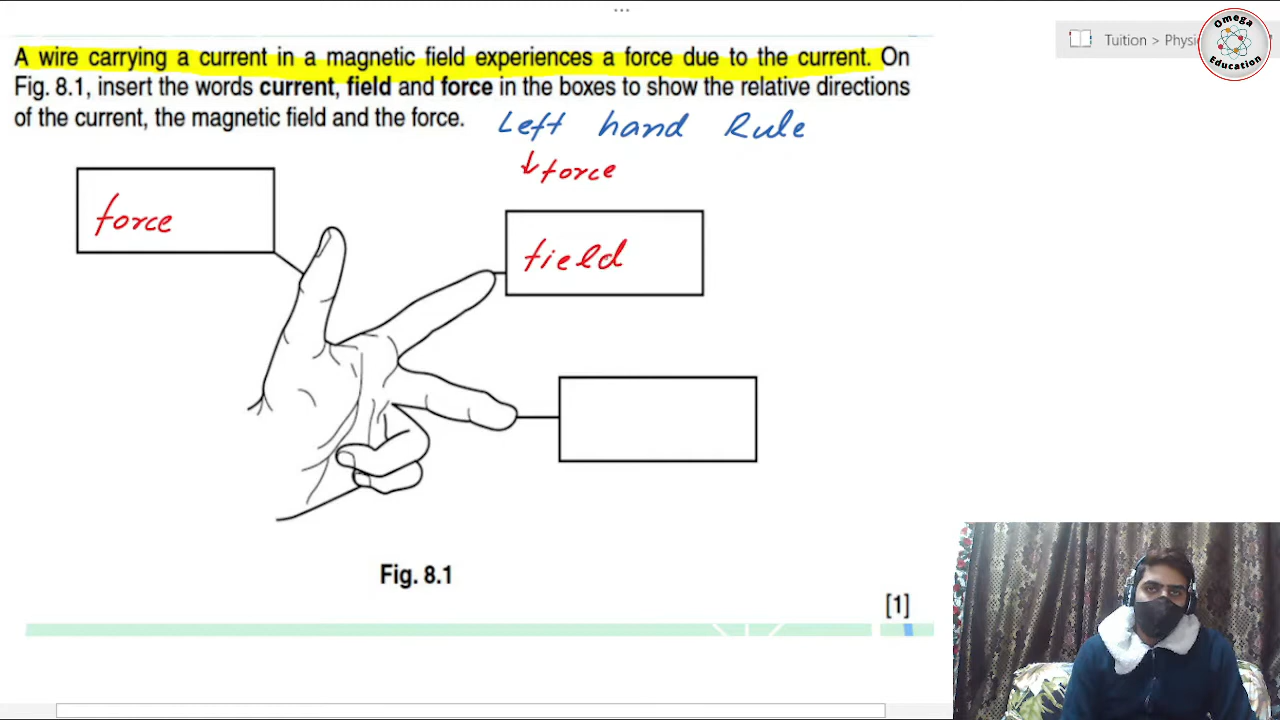 ...
Tuition > Physi
Omega
Education
A wire carrying a current in a magnetic field experiences a force due to the current. On
Fig. 8.1, insert the words current, field and force in the boxes to show the relative directions
of the current, the magnetic field and the force.
Left hand Rule
↓ force
force
field
Fig. 8.1
[1]